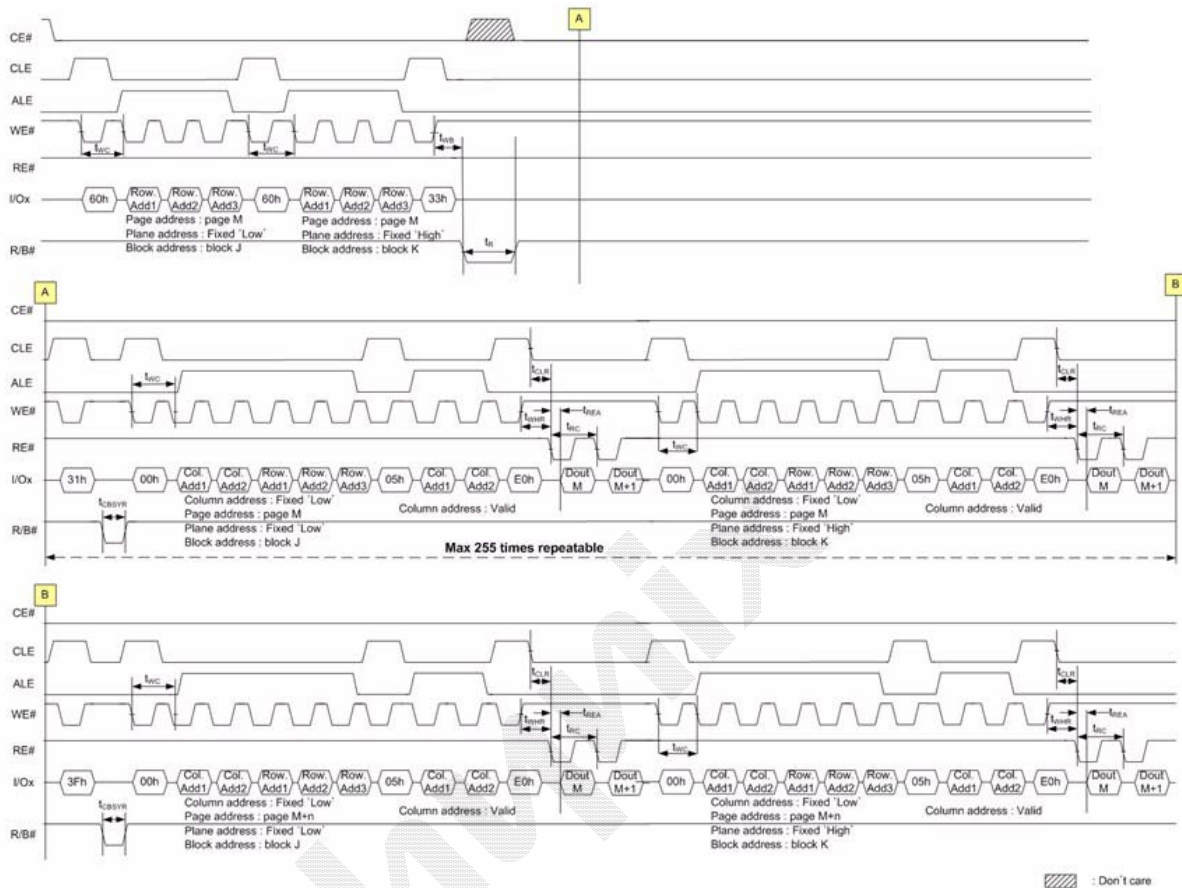 A
CE#
CLE
ALE
WE#
tWC
tWC
tWB
RE#
I/Ox
60h
Row. Add1
Row. Add2
Row. Add3
60h
Row. Add1
Row. Add2
Row. Add3
33h
Page address : page M
Plane address : Fixed `Low`
Block address : block J
Page address : page M
Plane address : Fixed `High`
Block address : block K
R/B#
tR
A
B
CE#
CLE
tCLR
tCLR
ALE
tWC
WE#
tWHR
tREA
tRC
tWC
tWHR
tREA
tRC
RE#
I/Ox
31h
00h
Col. Add1
Col. Add2
Row. Add1
Row. Add2
Row. Add3
05h
Col. Add1
Col. Add2
E0h
Dout M
Dout M+1
00h
Col. Add1
Col. Add2
Row. Add1
Row. Add2
Row. Add3
05h
Col. Add1
Col. Add2
E0h
Dout M
Dout M+1
tCBSYR
R/B#
Column address : Fixed `Low`
Page address : page M
Plane address : Fixed `Low`
Block address : block J
Column address : Valid
Column address : Fixed `Low`
Page address : page M
Plane address : Fixed `High`
Block address : block K
Column address : Valid
Max 255 times repeatable
B
CE#
CLE
tCLR
tCLR
ALE
tWC
WE#
tWHR
tREA
tRC
tWC
tWHR
tREA
tRC
RE#
I/Ox
3Fh
00h
Col. Add1
Col. Add2
Row. Add1
Row. Add2
Row. Add3
05h
Col. Add1
Col. Add2
E0h
Dout M
Dout M+1
00h
Col. Add1
Col. Add2
Row. Add1
Row. Add2
Row. Add3
05h
Col. Add1
Col. Add2
E0h
Dout M
Dout M+1
tCBSYR
R/B#
Column address : Fixed `Low`
Page address : page M+n
Plane address : Fixed `Low`
Block address : block J
Column address : Valid
Column address : Fixed `Low`
Page address : page M+n
Plane address : Fixed `High`
Block address : block K
Column address : Valid
: Don`t care